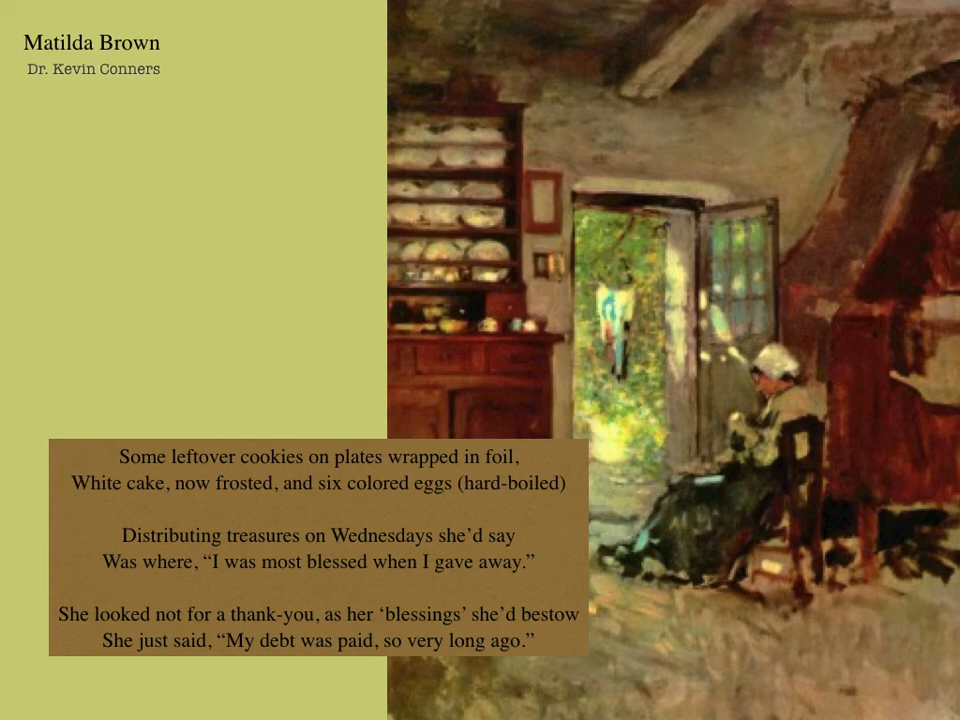 Matilda Brown
Dr. Kevin Conners
Some leftover cookies on plates wrapped in foil,
White cake, now frosted, and six colored eggs (hard-boiled)
Distributing treasures on Wednesdays she’d say
Was where, “I was most blessed when I gave away.”
She looked not for a thank-you, as her ‘blessings’ she’d bestow
She just said, “My debt was paid, so very long ago.”